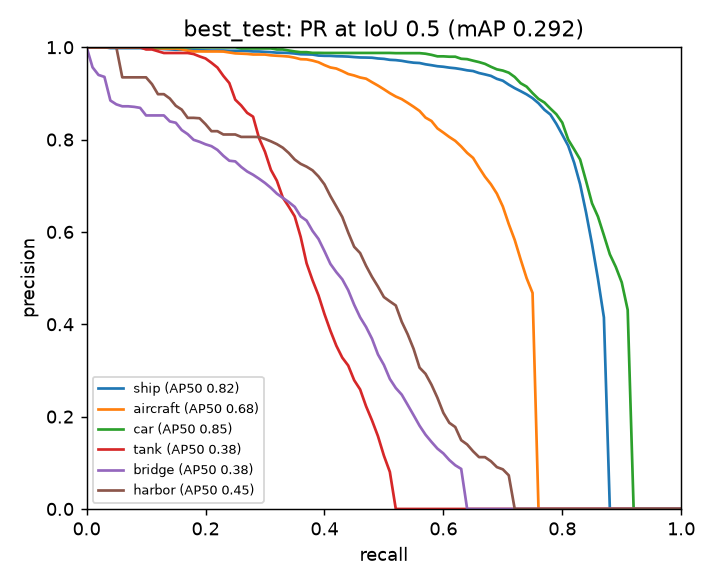 best_test: PR at IoU 0.5 (mAP 0.292)
precision
1.0
0.8
0.6
0.4
0.2
0.0
ship (AP50 0.82)
aircraft (AP50 0.68)
car (AP50 0.85)
tank (AP50 0.38)
bridge (AP50 0.38)
harbor (AP50 0.45)
0.0 0.2 0.4 0.6 0.8 1.0
recall